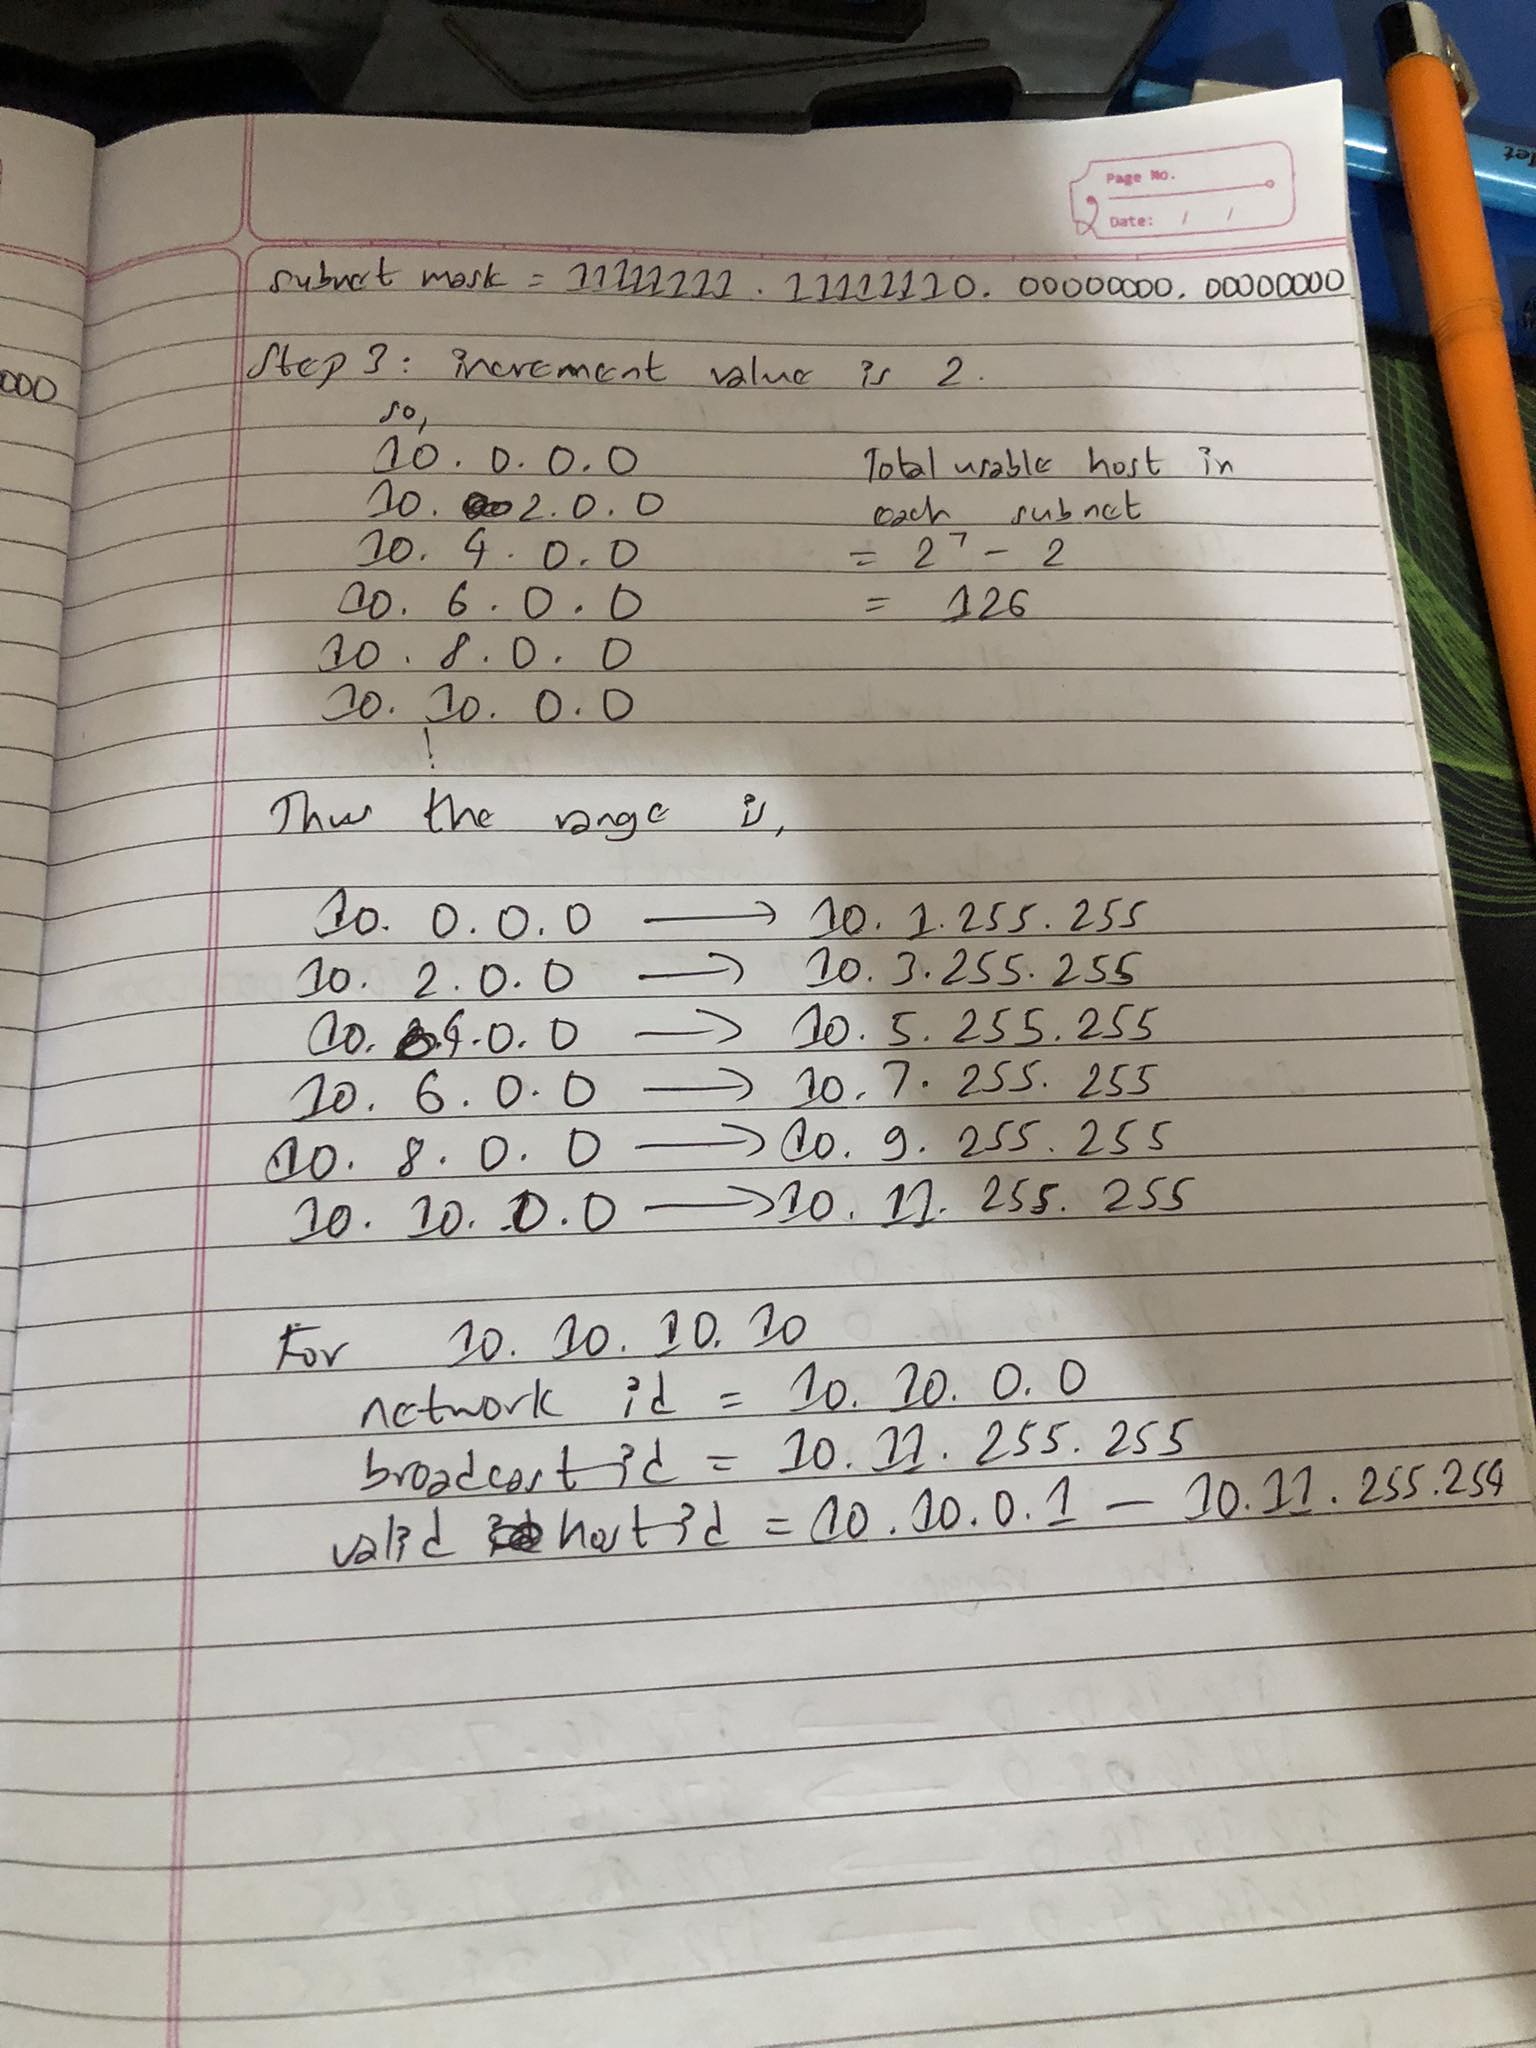 Page No.
Date: / /
subnet mask = 11111111.11111110.00000000.00000000
000
Step 3: increment value is 2.
so,
10.0.0.0
10.2.0.0
10.4.0.0
10.6.0.0
10.8.0.0
10.10.0.0
Total usable host in
each subnet
= 2⁷ - 2
= 126
Thus the range is,
10.0.0.0 → 10.1.255.255
10.2.0.0 → 10.3.255.255
10.4.0.0 → 10.5.255.255
10.6.0.0 → 10.7.255.255
10.8.0.0 → 10.9.255.255
10.10.0.0 → 10.11.255.255
For 10.10.10.10
network id = 10.10.0.0
broadcast id = 10.11.255.255
valid host id = 10.10.0.1 – 10.11.255.254